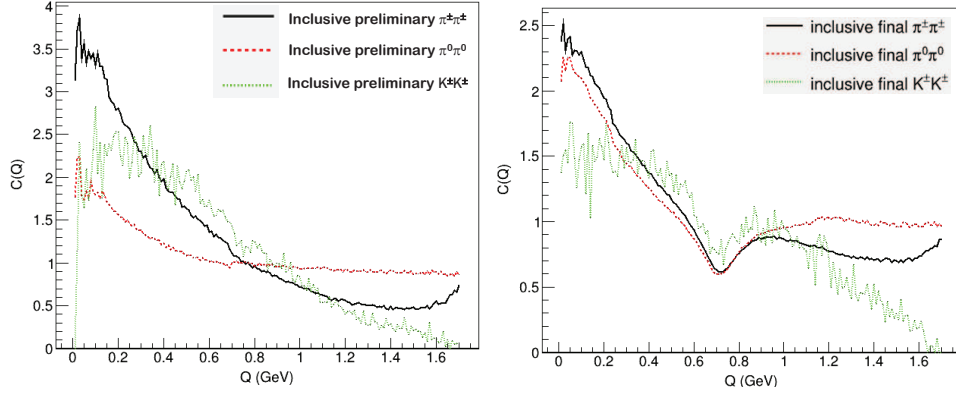 Inclusive preliminary π±π±
Inclusive preliminary π⁰π⁰
Inclusive preliminary K±K±
C(Q)
4
3.5
3
2.5
2
1.5
1
0.5
0
0 0.2 0.4 0.6 0.8 1 1.2 1.4 1.6
Q (GeV)
inclusive final π±π±
inclusive final π⁰π⁰
inclusive final K±K±
C(Q)
2.5
2
1.5
1
0.5
0
0 0.2 0.4 0.6 0.8 1 1.2 1.4 1.6
Q (GeV)